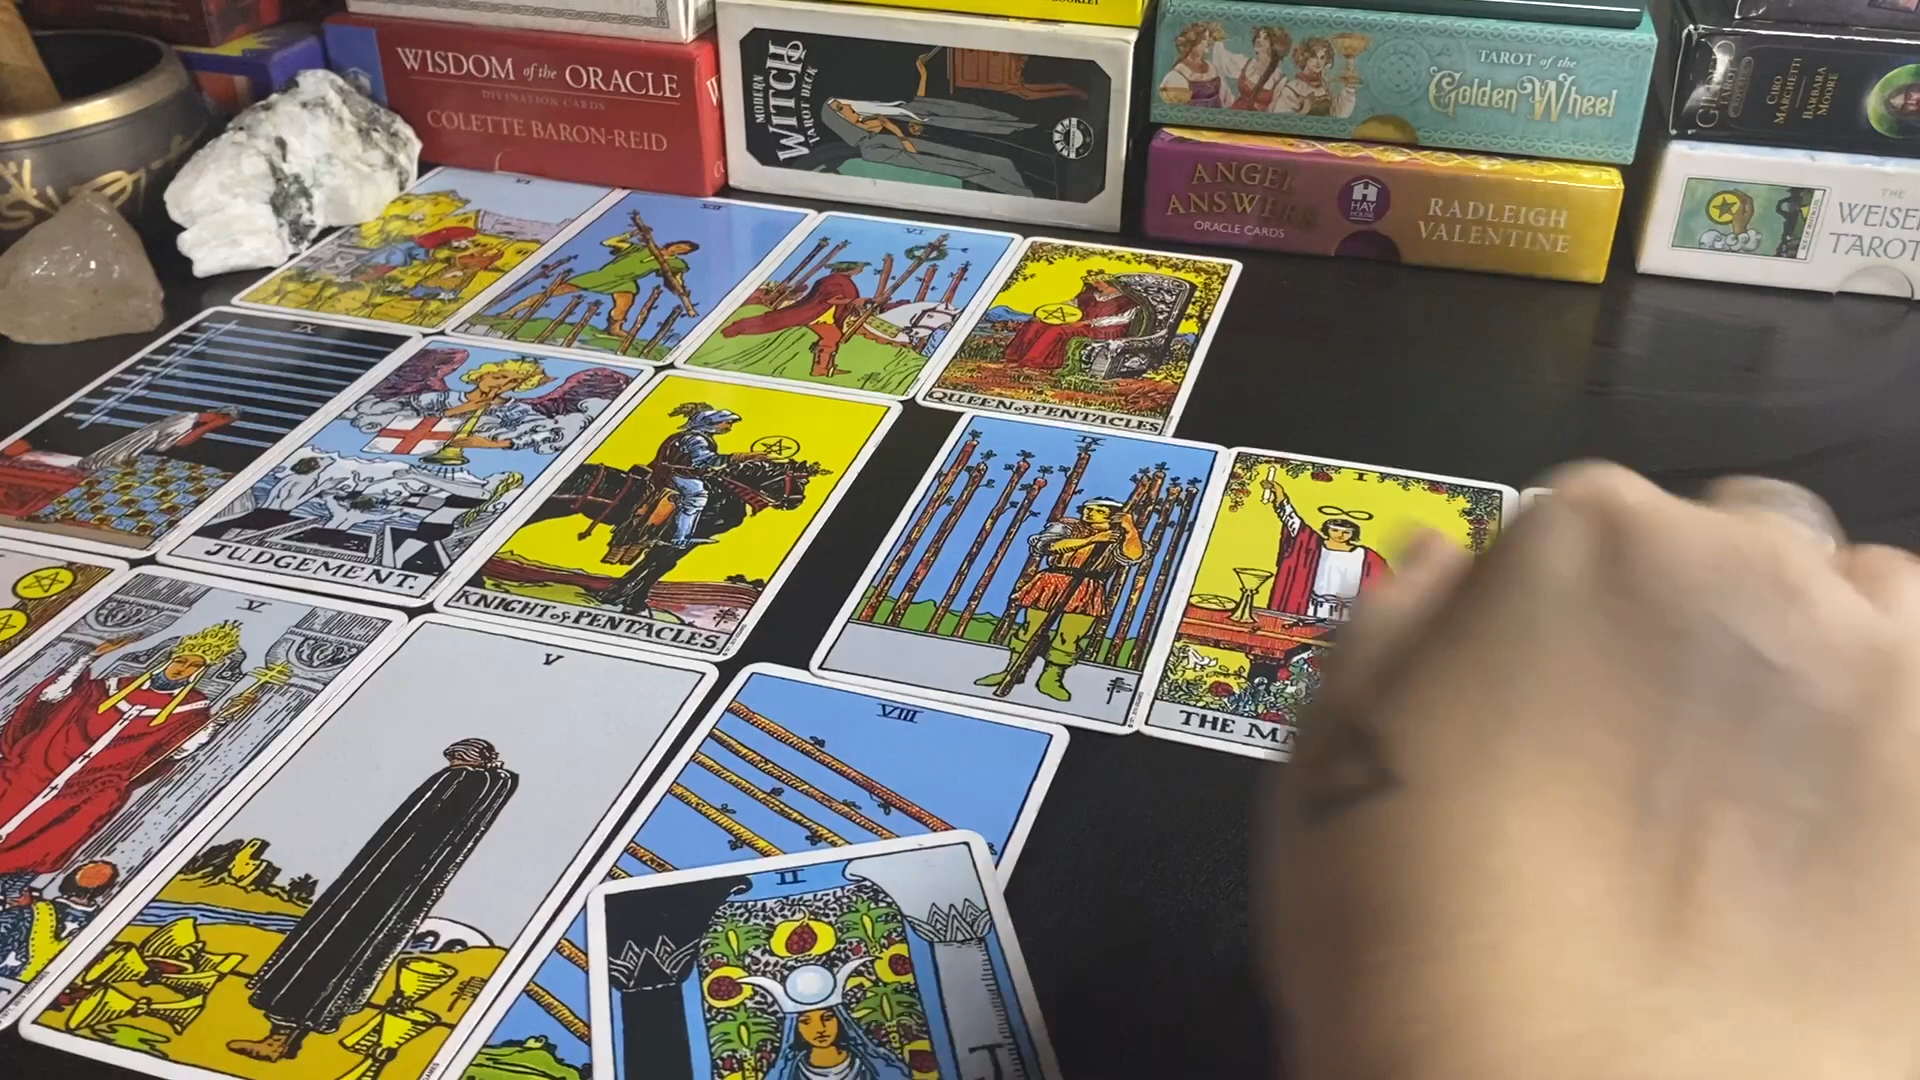 BOOKLET
WISDOM of the ORACLE
DIVINATION CARDS
COLETTE BARON-REID
MODERN
WITCH
TAROT DECK
TAROT of the
Golden Wheel
ANGEL
ANSWERS
ORACLE CARDS
HAY
HOUSE
RADLEIGH
VALENTINE
CIRO
MARCHETTI
BARBARA
MOORE
THE
WEISER
TAROT
VI
VII
VI
QUEEN of PENTACLES
IX
JUDGEMENT.
KNIGHT of PENTACLES
IX
I
THE MA
V
V
VIII
II